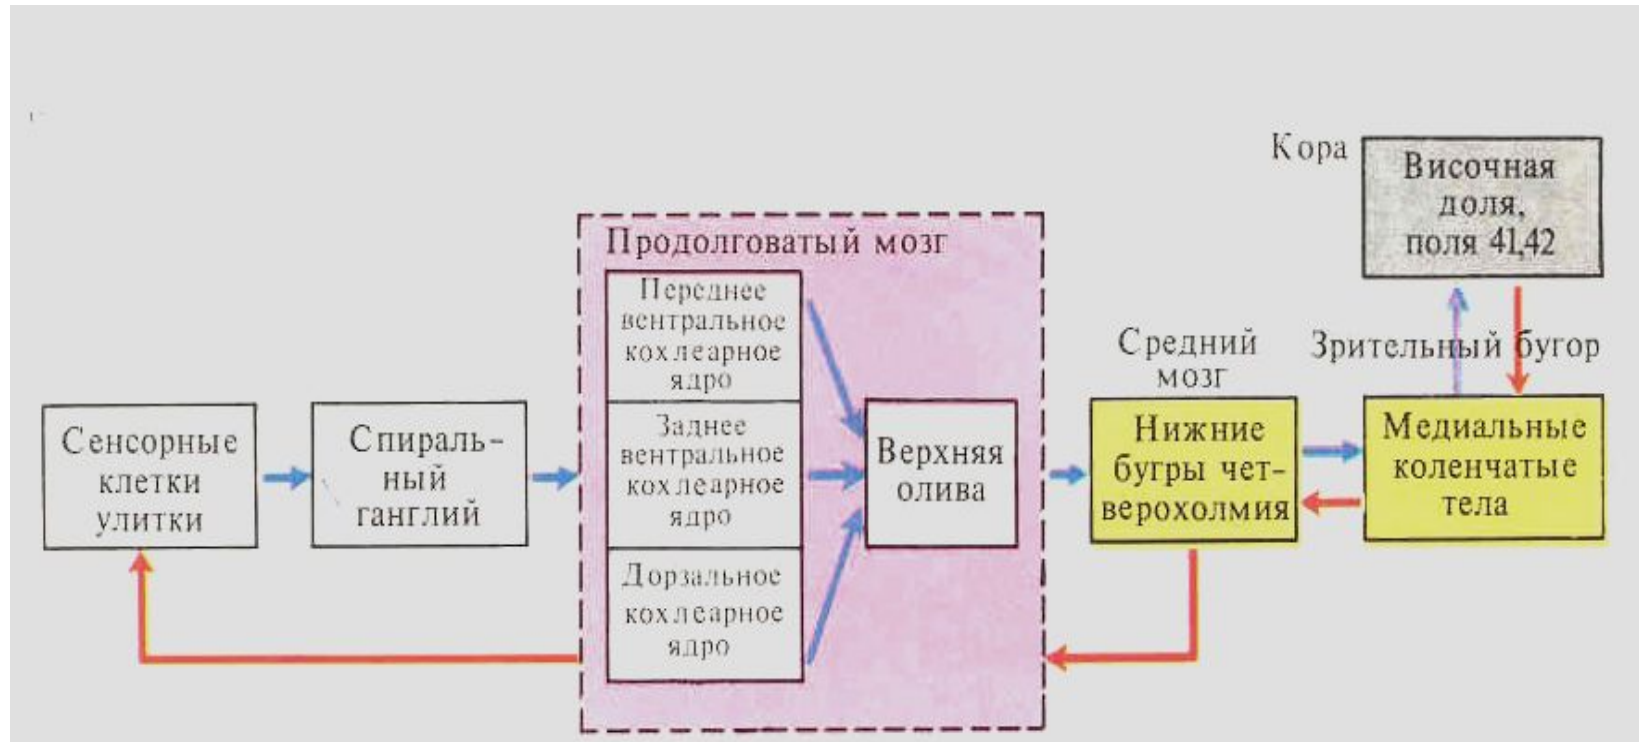 Кора
Височная
доля,
поля 41,42
Продолговатый мозг
Переднее
вентральное
кохлеарное
ядро
Заднее
вентральное
кохлеарное
ядро
Дорзальное
кохлеарное
ядро
Верхняя
олива
Сенсорные
клетки
улитки
Спираль-
ный
ганглий
Средний
мозг
Нижние
бугры чет-
верохолмия
Зрительный бугор
Медиальные
коленчатые
тела